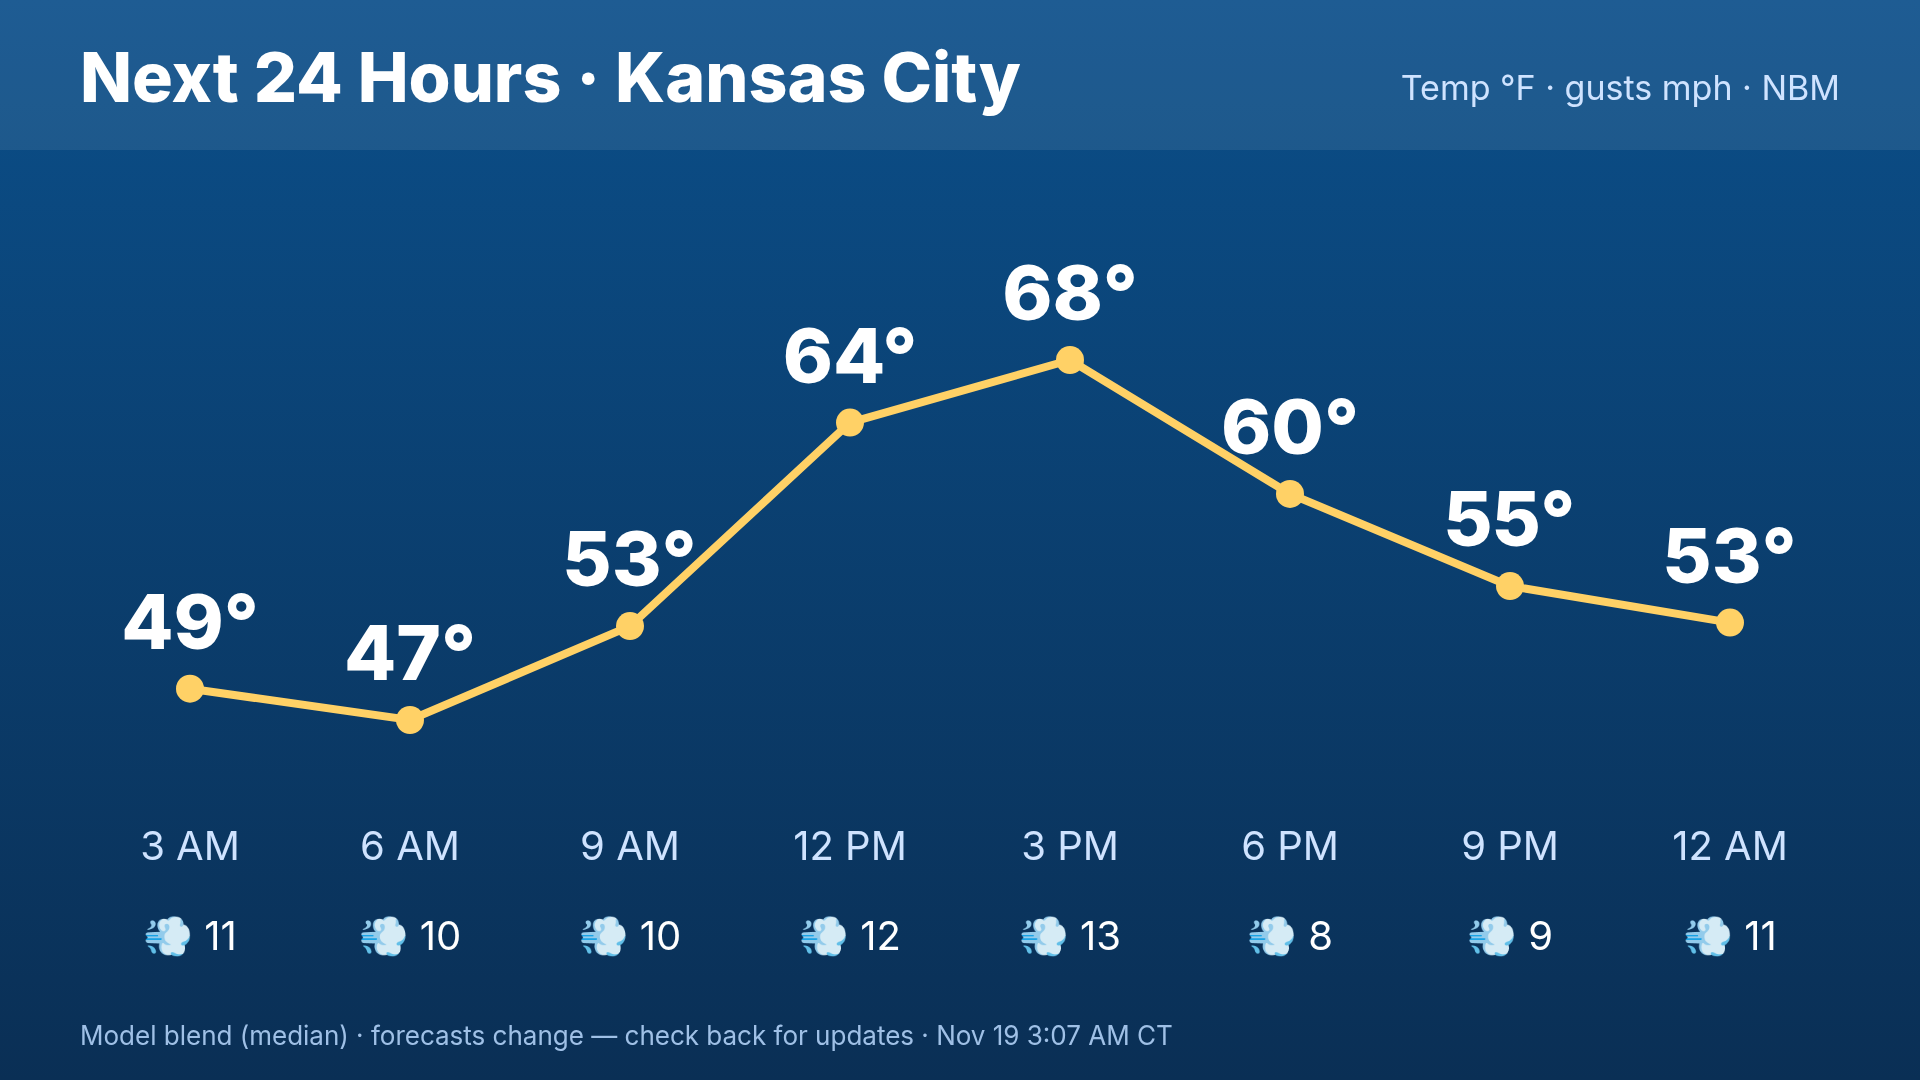 Next 24 Hours · Kansas City
Temp °F · gusts mph · NBM
68°
64°
60°
55°
53°
53°
49°
47°
3 AM 6 AM 9 AM 12 PM 3 PM 6 PM 9 PM 12 AM
💨 11 💨 10 💨 10 💨 12 💨 13 💨 8 💨 9 💨 11
Model blend (median) · forecasts change — check back for updates · Nov 19 3:07 AM CT